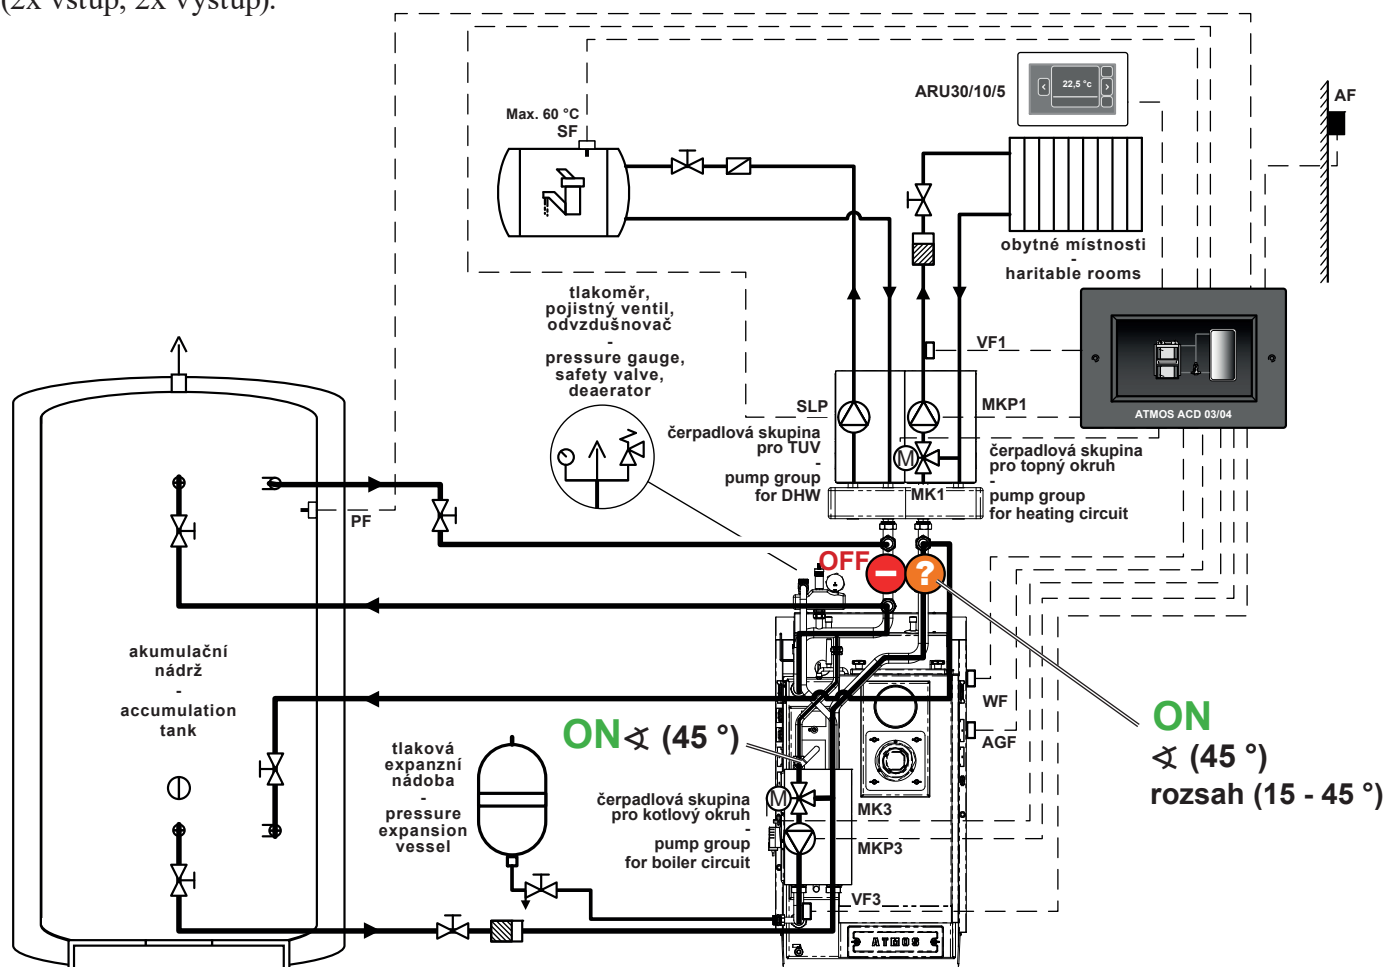 (2x vstup, 2x výstup).
Max. 60 °C
SF
ARU30/10/5
22,5 °c
AF
obytné místnosti
-
haritable rooms
tlakoměr,
pojistný ventil,
odvzdušnovač
-
pressure gauge,
safety valve,
deaerator
VF1
ATMOS ACD 03/04
SLP
MKP1
čerpadlová skupina
pro TUV
-
pump group
for DHW
M
MK1
čerpadlová skupina
pro topný okruh
-
pump group
for heating circuit
PF
OFF
?
akumulační
nádrž
-
accumulation
tank
WF
AGF
ON ∢ (45 °)
ON
∢ (45 °)
rozsah (15 - 45 °)
tlaková
expanzní
nádoba
-
pressure
expansion
vessel
čerpadlová skupina
pro kotlový okruh
-
pump group
for boiler circuit
M
MK3
MKP3
VF3
ATMOS